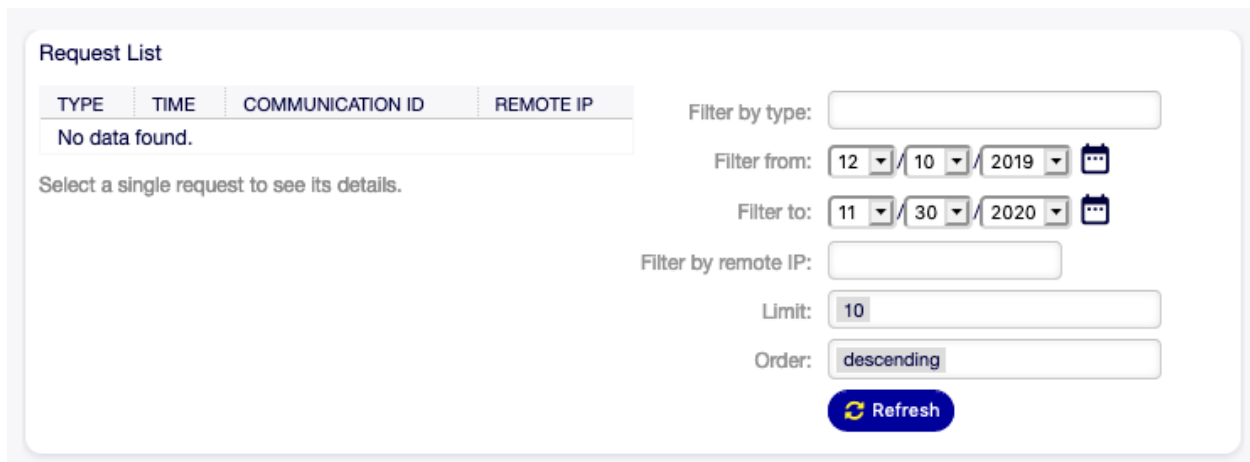 Request List
TYPE TIME COMMUNICATION ID REMOTE IP
No data found.
Select a single request to see its details.
Filter by type:
Filter from: 12 / 10 / 2019
Filter to: 11 / 30 / 2020
Filter by remote IP:
Limit: 10
Order: descending
Refresh